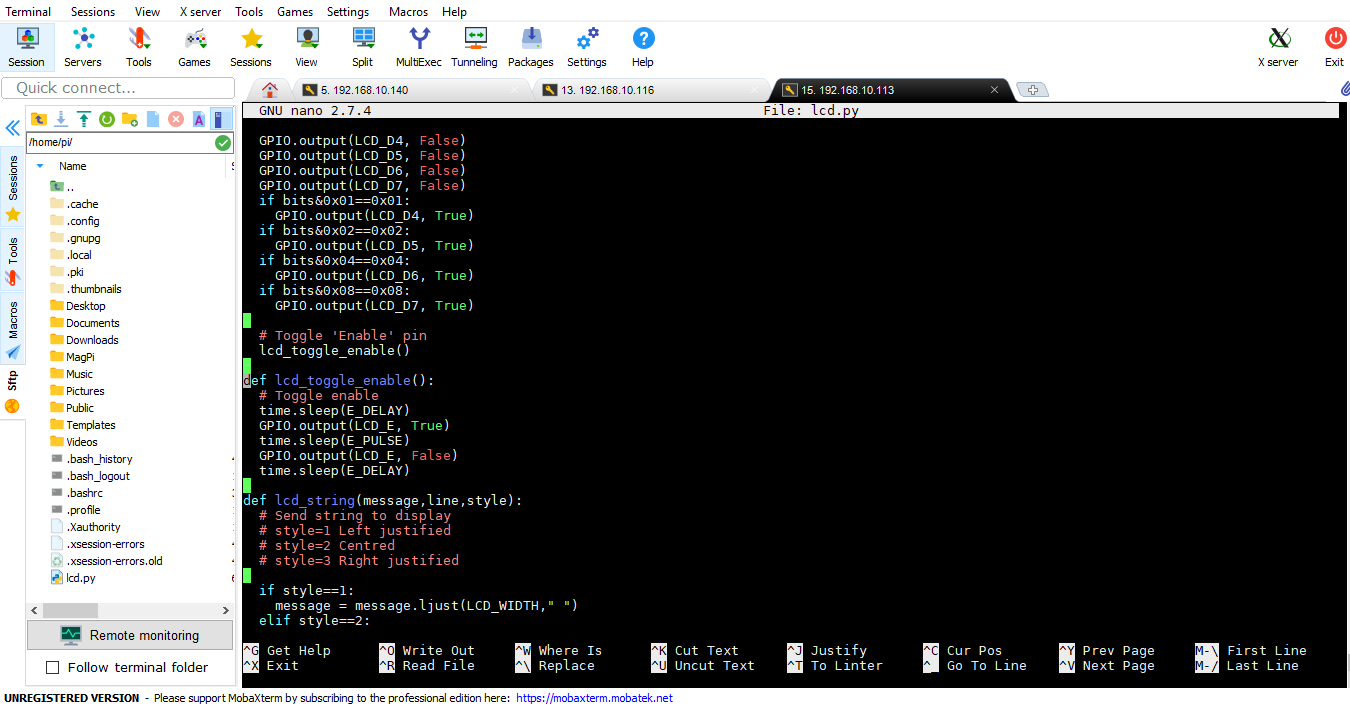 Terminal Sessions View X server Tools Games Settings Macros Help
Session Servers Tools Games Sessions View Split MultiExec Tunneling Packages Settings Help X server Exit
Quick connect...
5. 192.168.10.140 13. 192.168.10.116 15. 192.168.10.113
/home/pi/
Name
..
.cache
.config
.gnupg
.local
.pki
.thumbnails
Desktop
Documents
Downloads
MagPi
Music
Pictures
Public
Templates
Videos
.bash_history
.bash_logout
.bashrc
.profile
.Xauthority
.xsession-errors
.xsession-errors.old
lcd.py
Remote monitoring
Follow terminal folder
Sessions
Tools
Macros
Sftp
GNU nano 2.7.4 File: lcd.py
GPIO.output(LCD_D4, False)
GPIO.output(LCD_D5, False)
GPIO.output(LCD_D6, False)
GPIO.output(LCD_D7, False)
if bits&0x01==0x01:
GPIO.output(LCD_D4, True)
if bits&0x02==0x02:
GPIO.output(LCD_D5, True)
if bits&0x04==0x04:
GPIO.output(LCD_D6, True)
if bits&0x08==0x08:
GPIO.output(LCD_D7, True)
# Toggle 'Enable' pin
lcd_toggle_enable()
def lcd_toggle_enable():
# Toggle enable
time.sleep(E_DELAY)
GPIO.output(LCD_E, True)
time.sleep(E_PULSE)
GPIO.output(LCD_E, False)
time.sleep(E_DELAY)
def lcd_string(message,line,style):
# Send string to display
# style=1 Left justified
# style=2 Centred
# style=3 Right justified
if style==1:
message = message.ljust(LCD_WIDTH," ")
elif style==2:
^G Get Help ^O Write Out ^W Where Is ^K Cut Text ^J Justify ^C Cur Pos ^Y Prev Page M-\ First Line
^X Exit ^R Read File ^\ Replace ^U Uncut Text ^T To Linter ^_ Go To Line ^V Next Page M-/ Last Line
UNREGISTERED VERSION - Please support MobaXterm by subscribing to the professional edition here: https://mobaxterm.mobatek.net